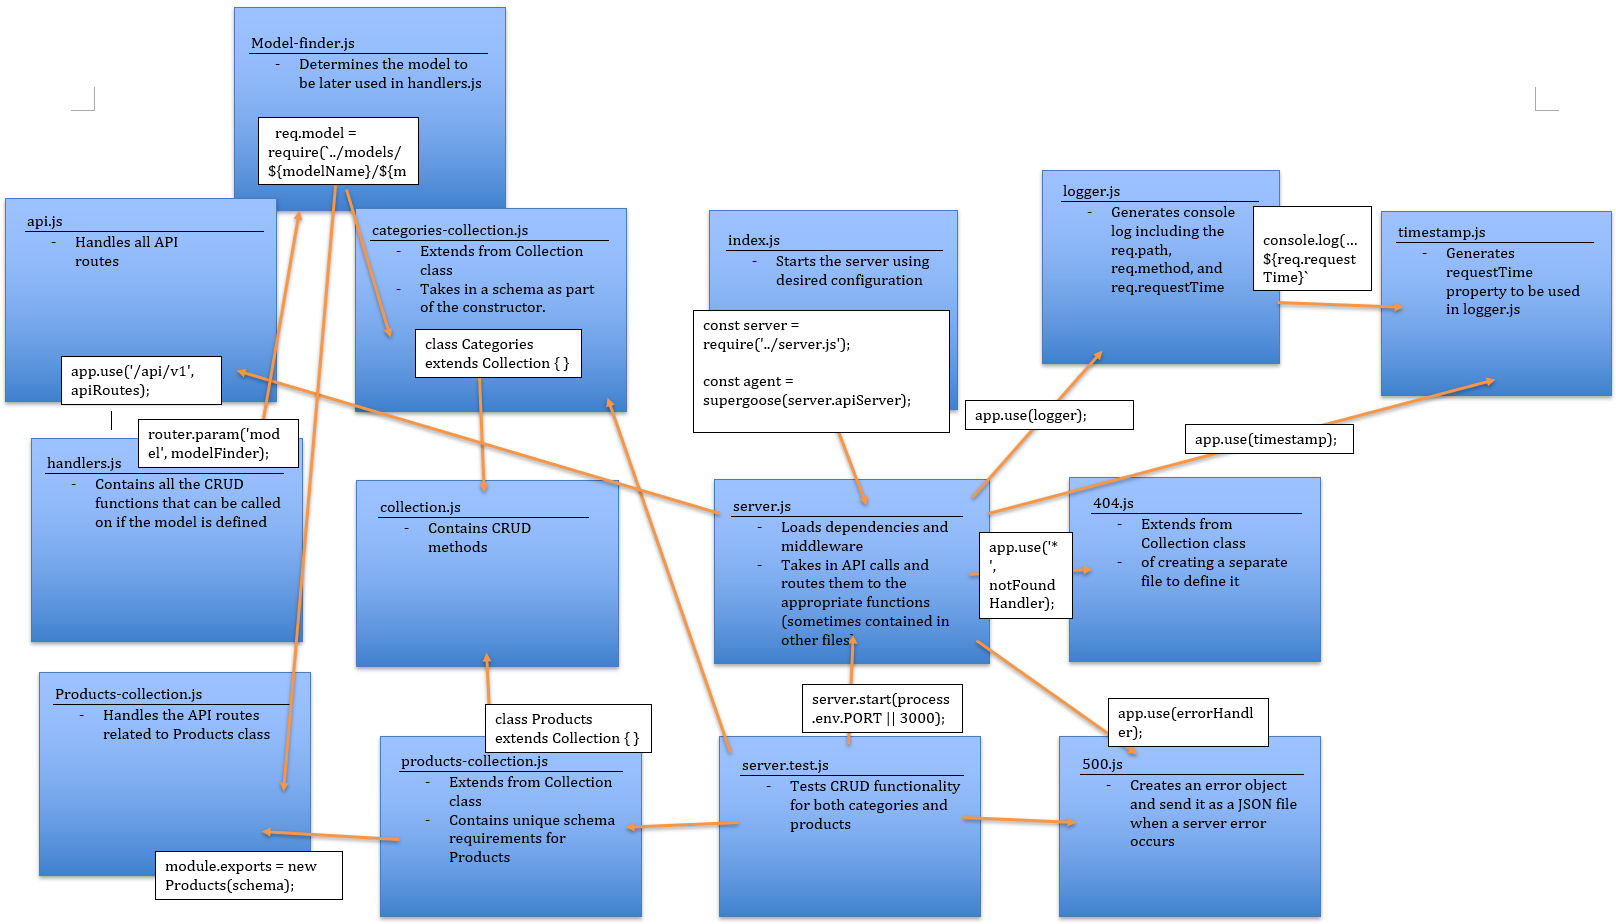 Model-finder.js
- Determines the model to
be later used in handlers.js
req.model =
require(`../models/
${modelName}/${m
api.js
- Handles all API
routes
app.use('/api/v1',
apiRoutes);
categories-collection.js
- Extends from Collection
class
- Takes in a schema as part
of the constructor.
class Categories
extends Collection { }
index.js
- Starts the server using
desired configuration
const server =
require('../server.js');
const agent =
supergoose(server.apiServer);
logger.js
- Generates console
log including the
req.path,
req.method, and
req.requestTime
console.log(...
${req.request
Time}`
timestamp.js
- Generates
requestTime
property to be used
in logger.js
app.use(logger);
app.use(timestamp);
router.param('mod
el', modelFinder);
handlers.js
- Contains all the CRUD
functions that can be called
on if the model is defined
collection.js
- Contains CRUD
methods
server.js
- Loads dependencies and
middleware
- Takes in API calls and
routes them to the
appropriate functions
(sometimes contained in
other files)
app.use('*
',
notFound
Handler);
404.js
- Extends from
Collection class
- of creating a separate
file to define it
Products-collection.js
- Handles the API routes
related to Products class
module.exports = new
Products(schema);
class Products
extends Collection { }
products-collection.js
- Extends from Collection
class
- Contains unique schema
requirements for
Products
server.start(process
.env.PORT || 3000);
server.test.js
- Tests CRUD functionality
for both categories and
products
app.use(errorHandl
er);
500.js
- Creates an error object
and send it as a JSON file
when a server error
occurs